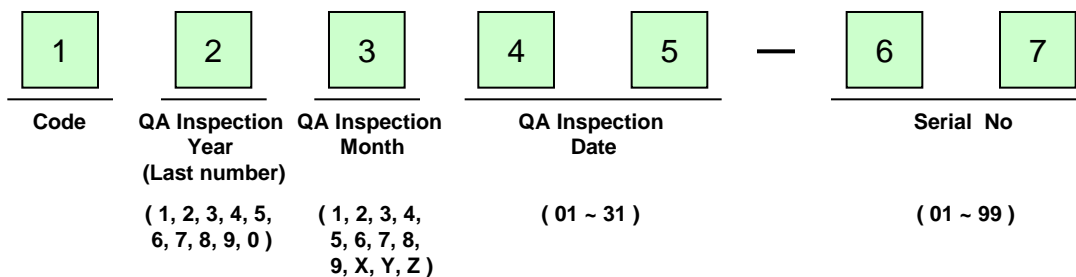 1 2 3 4 5 — 6 7
Code QA Inspection QA Inspection QA Inspection Serial No
Year Month Date
(Last number)
( 1, 2, 3, 4, 5, ( 1, 2, 3, 4, ( 01 ~ 31 ) ( 01 ~ 99 )
6, 7, 8, 9, 0 ) 5, 6, 7, 8,
9, X, Y, Z )